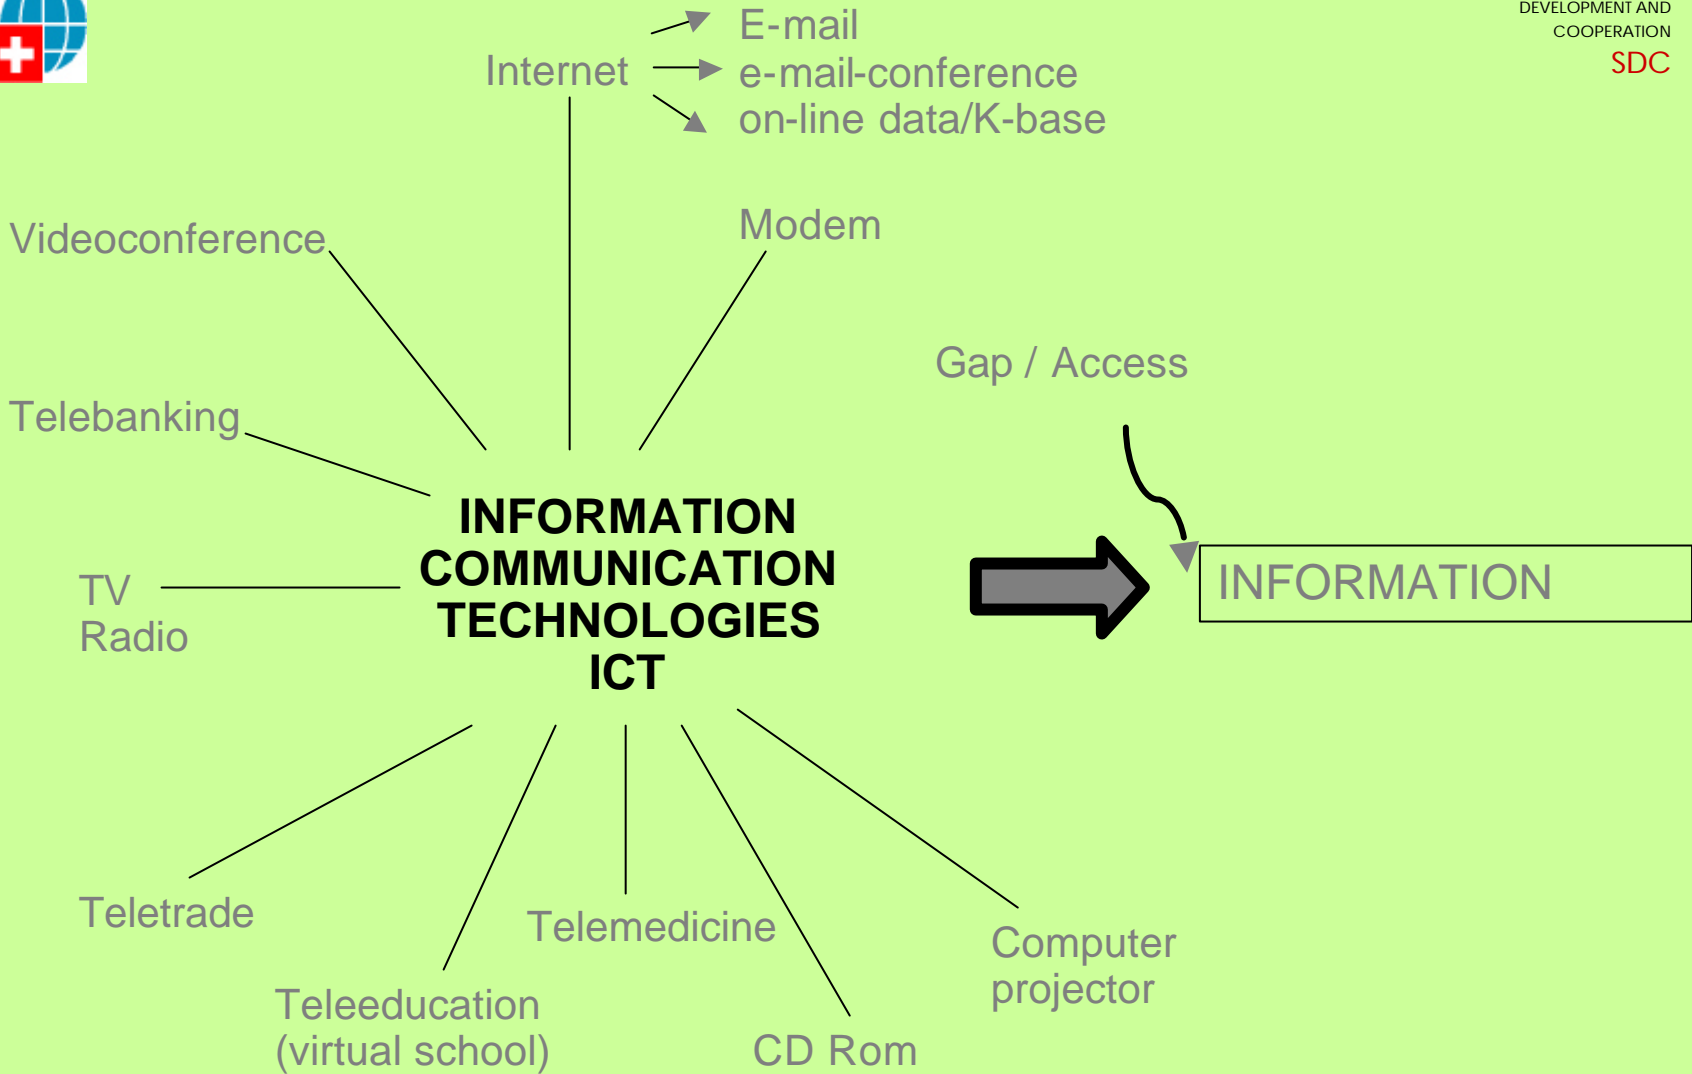 DEVELOPMENT AND
COOPERATION
SDC
E-mail
Internet
e-mail-conference
on-line data/K-base
Videoconference
Modem
Gap / Access
Telebanking
INFORMATION
COMMUNICATION
TECHNOLOGIES
ICT
INFORMATION
TV
Radio
Teletrade
Telemedicine
Computer
projector
Teleeducation
(virtual school)
CD Rom